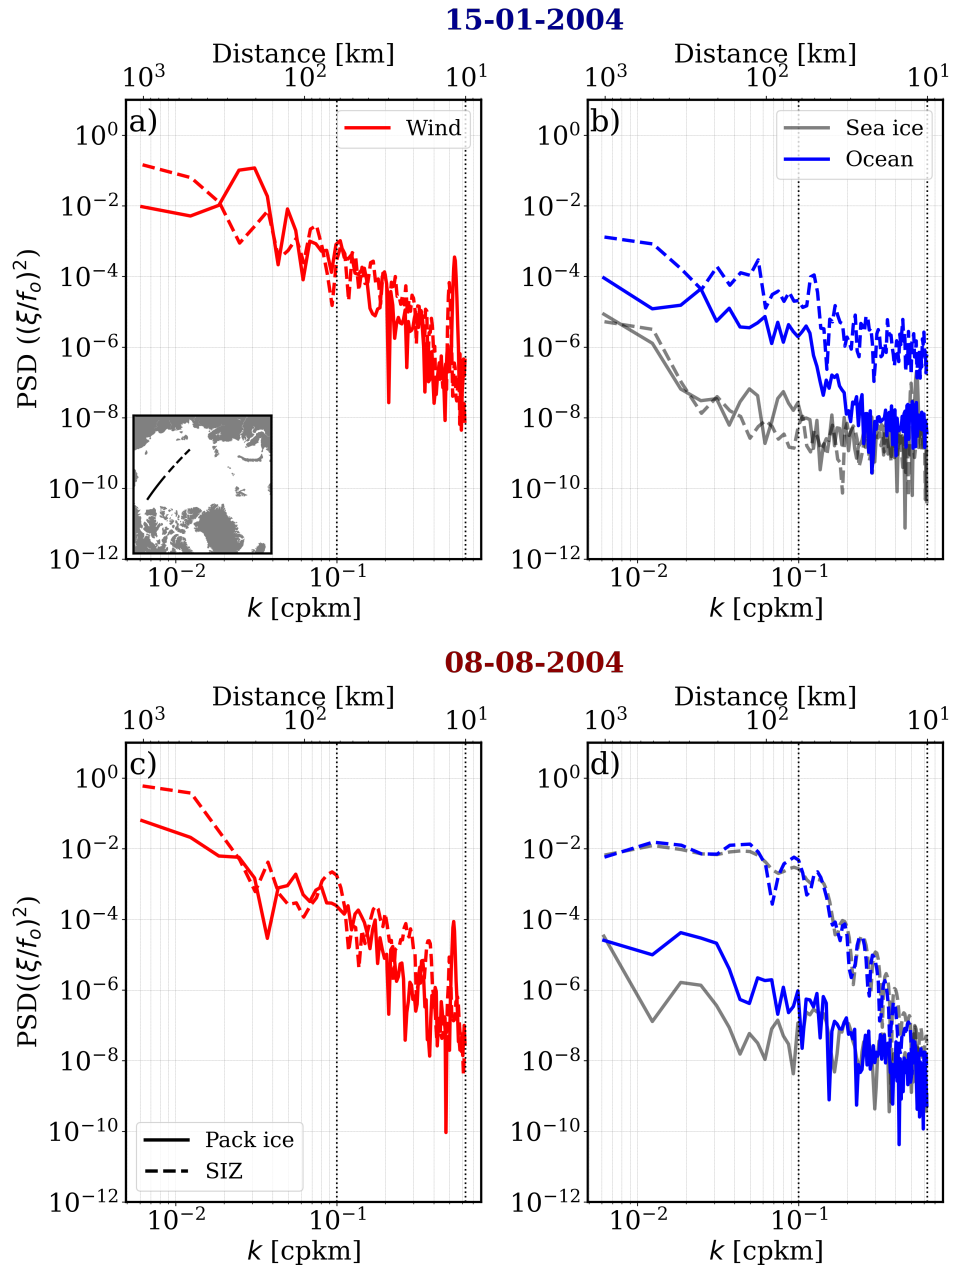 15-01-2004
Distance [km]
10³ 10² 10¹
a)
Wind
PSD ((ξ/fₒ)²)
10⁰
10⁻²
10⁻⁴
10⁻⁶
10⁻⁸
10⁻¹⁰
10⁻¹²
10⁻² 10⁻¹
k [cpkm]
Distance [km]
10³ 10² 10¹
b)
Sea ice
Ocean
10⁰
10⁻²
10⁻⁴
10⁻⁶
10⁻⁸
10⁻¹⁰
10⁻¹²
10⁻² 10⁻¹
k [cpkm]
08-08-2004
Distance [km]
10³ 10² 10¹
c)
PSD((ξ/fₒ)²)
10⁰
10⁻²
10⁻⁴
10⁻⁶
10⁻⁸
10⁻¹⁰
10⁻¹²
Pack ice
SIZ
10⁻² 10⁻¹
k [cpkm]
Distance [km]
10³ 10² 10¹
d)
10⁰
10⁻²
10⁻⁴
10⁻⁶
10⁻⁸
10⁻¹⁰
10⁻¹²
10⁻² 10⁻¹
k [cpkm]